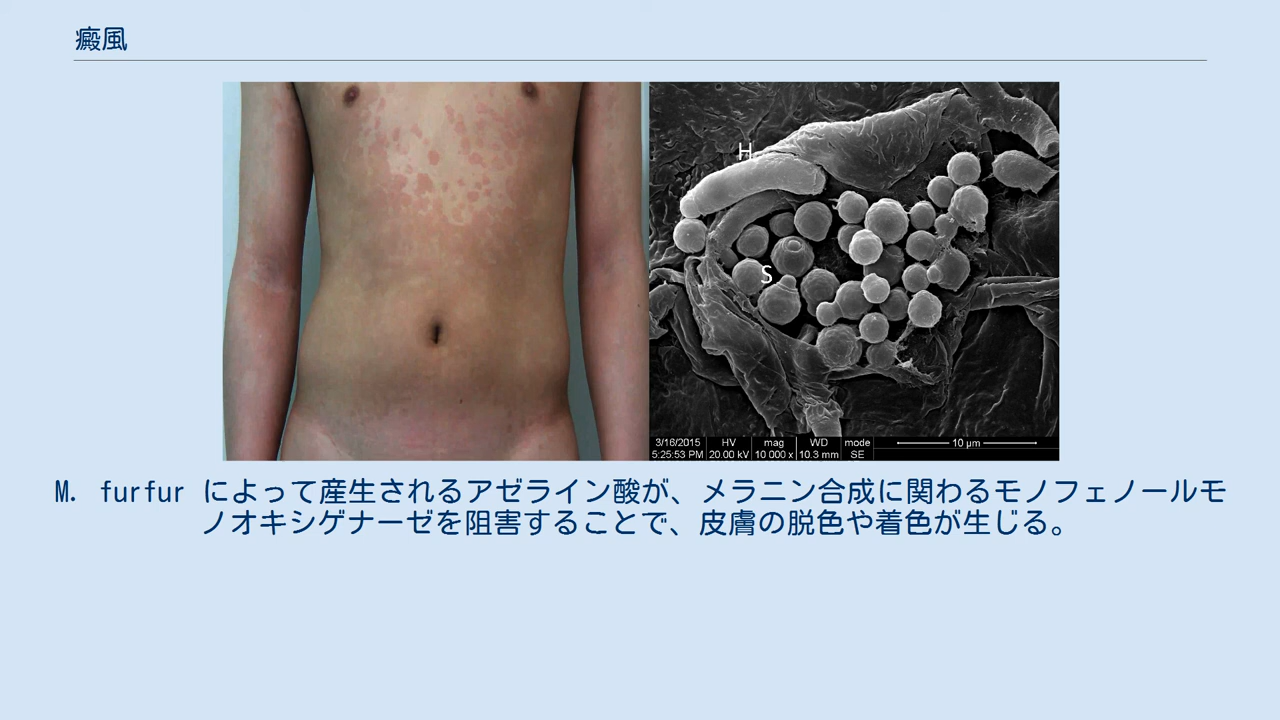 癜風
H
S
3/16/2015 HV mag WD mode 10 µm
5:25:53 PM 20.00 kV 10 000 x 10.3 mm SE
M. furfur によって産生されるアゼライン酸が、メラニン合成に関わるモノフェノールモ
ノオキシゲナーゼを阻害することで、皮膚の脱色や着色が生じる。